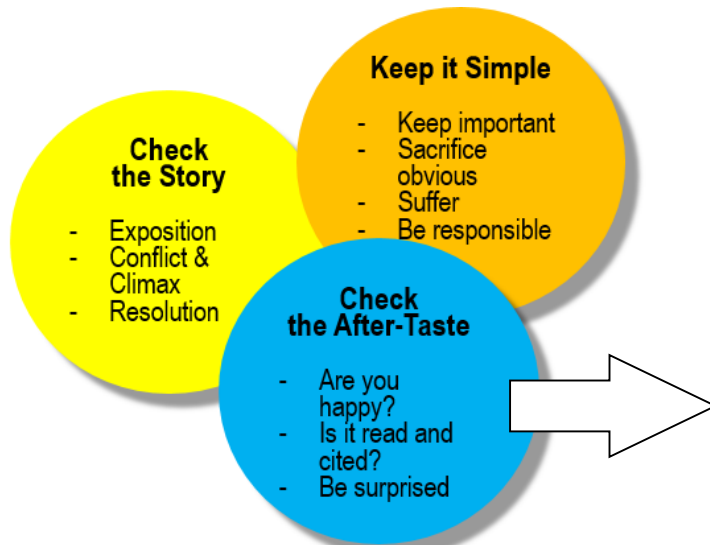 Check
the Story
- Exposition
- Conflict &
Climax
- Resolution
Keep it Simple
- Keep important
- Sacrifice
obvious
- Suffer
- Be responsible
Check
the After-Taste
- Are you
happy?
- Is it read and
cited?
- Be surprised